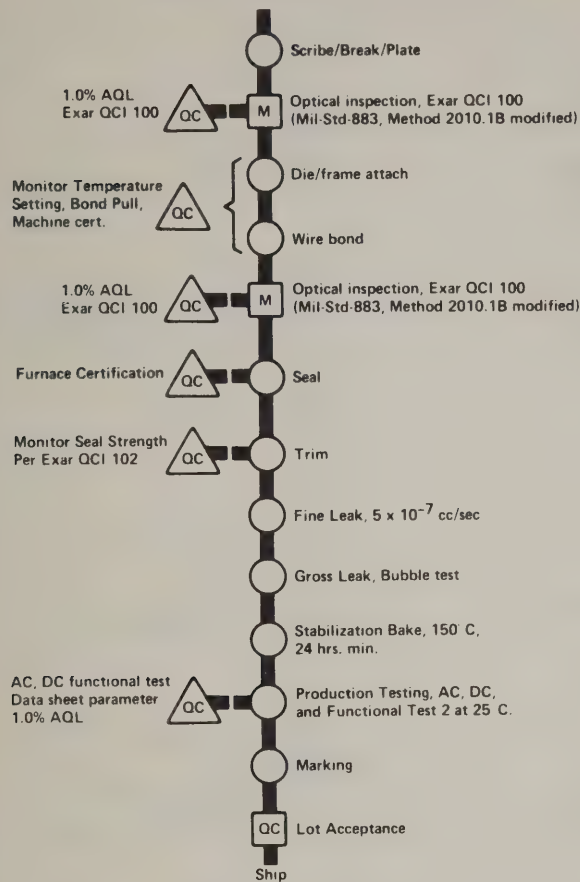 Scribe/Break/Plate
1.0% AQL
Exar QCI 100
QC
M
Optical inspection, Exar QCI 100
(Mil-Std-883, Method 2010.1B modified)
Monitor Temperature
Setting, Bond Pull,
Machine cert.
QC
Die/frame attach
Wire bond
1.0% AQL
Exar QCI 100
QC
M
Optical inspection, Exar QCI 100
(Mil-Std-883, Method 2010.1B modified)
Furnace Certification
QC
Seal
Monitor Seal Strength
Per Exar QCI 102
QC
Trim
Fine Leak, 5 x 10⁻⁷ cc/sec
Gross Leak, Bubble test
Stabilization Bake, 150° C,
24 hrs. min.
AC, DC functional test
Data sheet parameter
1.0% AQL
QC
Production Testing, AC, DC,
and Functional Test 2 at 25 C.
Marking
QC
Lot Acceptance
Ship